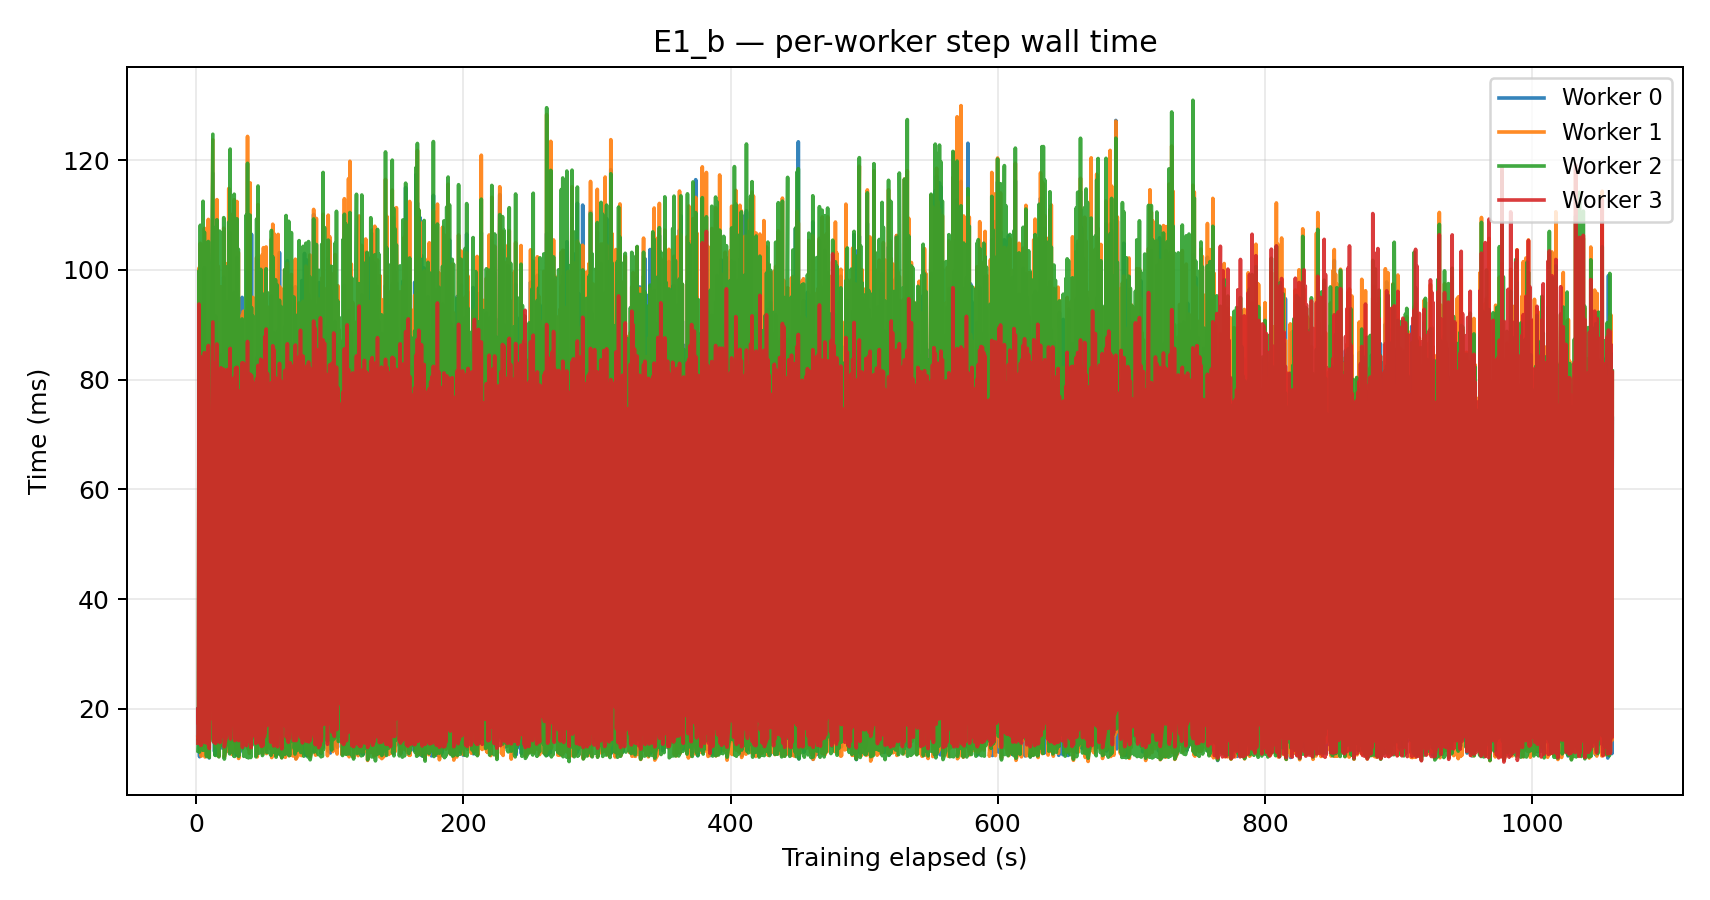 E1_b — per-worker step wall time
Worker 0
Worker 1
Worker 2
Worker 3
120
100
80
60
40
20
Time (ms)
0
200
400
600
800
1000
Training elapsed (s)